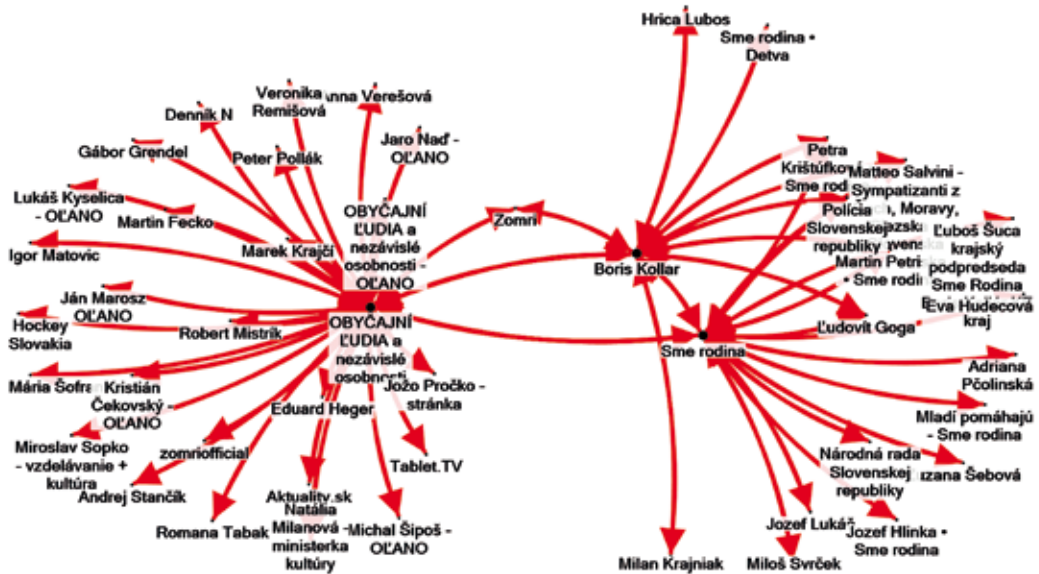 Hrica Lubos
Sme rodina •
Detva
Veronika
Remišová
Anna Verešová
Denník N
Jaro Naď -
OĽANO
Gábor Grendel
Peter Pollák
Petra
Krištúfkov
Sme rod
Matteo Salvini -
Sympatizanti z
Moravy,
Lukáš Kyselica
- OĽANO
Martin Fecko
OBYČAJNÍ
ĽUDIA a
nezávislé
osobnosti -
OĽANO
Zomri
Polícia
Slovenskej
republiky
Ľuboš Šuca
krajský
podpredseda
Sme Rodina
kraj
Igor Matovic
Marek Krajčí
Boris Kollar
Martin Petri
• Sme rodi
Ján Marosz
OĽANO
Eva Hudecová
Hockey
Slovakia
Robert Mistrík
OBYČAJNÍ
ĽUDIA a
nezávislé
osobnosti
Ľudovít Goga
Sme rodina
Mária Šofra
Kristián
Čekovský -
OĽANO
Jožo Pročko -
stránka
Adriana
Pčolinská
Eduard Heger
Mladí pomáhajú
- Sme rodina
Miroslav Sopko
- vzdelávanie +
kultúra
zomriofficial
Tablet.TV
Národná rada
Slovenskej
republiky
zana Šebová
Andrej Stančík
Aktuality.sk
Natália
Milanová -
ministerka
kultúry
Romana Tabak
Michal Šipoš -
OĽANO
Jozef Lukáč
Jozef Hlinka •
Sme rodina
Milan Krajniak
Miloš Svrček